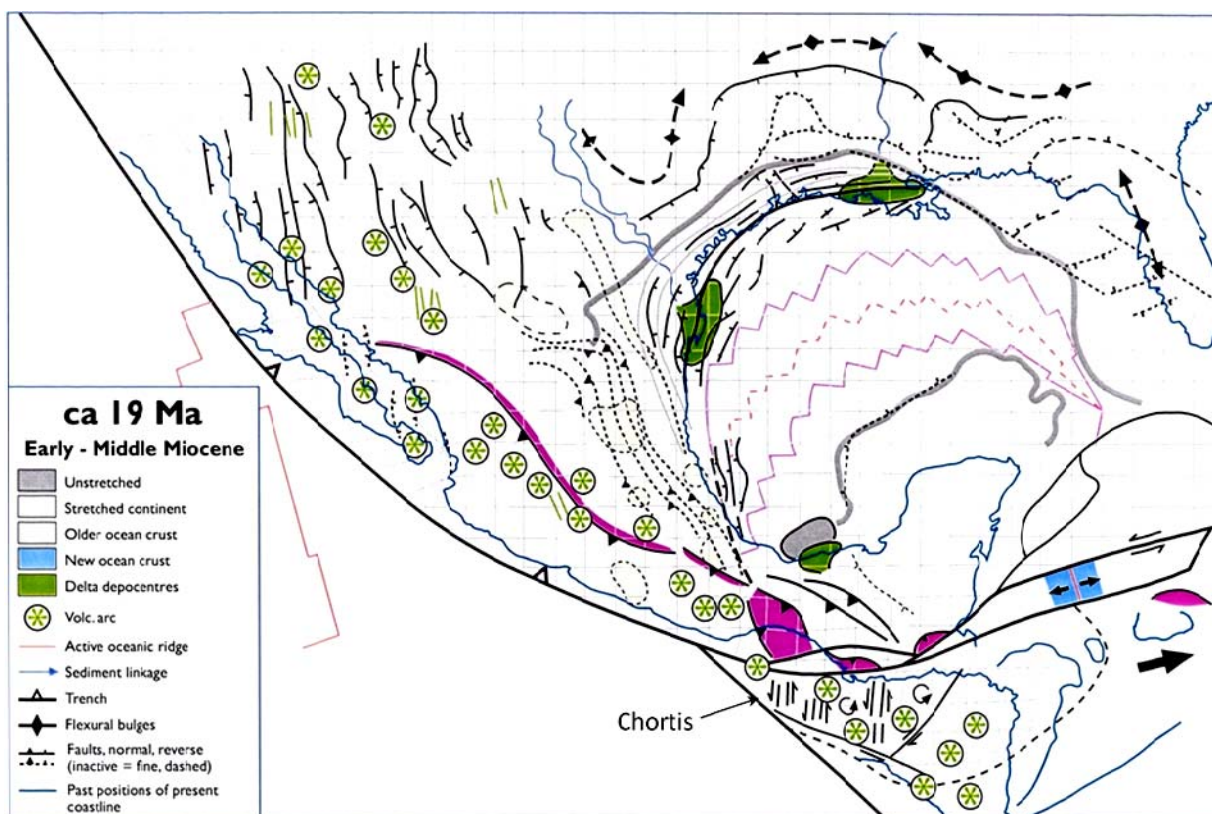 ca 19 Ma
Early - Middle Miocene
Unstretched
Stretched continent
Older ocean crust
New ocean crust
Delta depocentres
Volc. arc
Active oceanic ridge
Sediment linkage
Trench
Flexural bulges
Faults, normal, reverse
(inactive = fine, dashed)
Past positions of present
coastline
Chortis